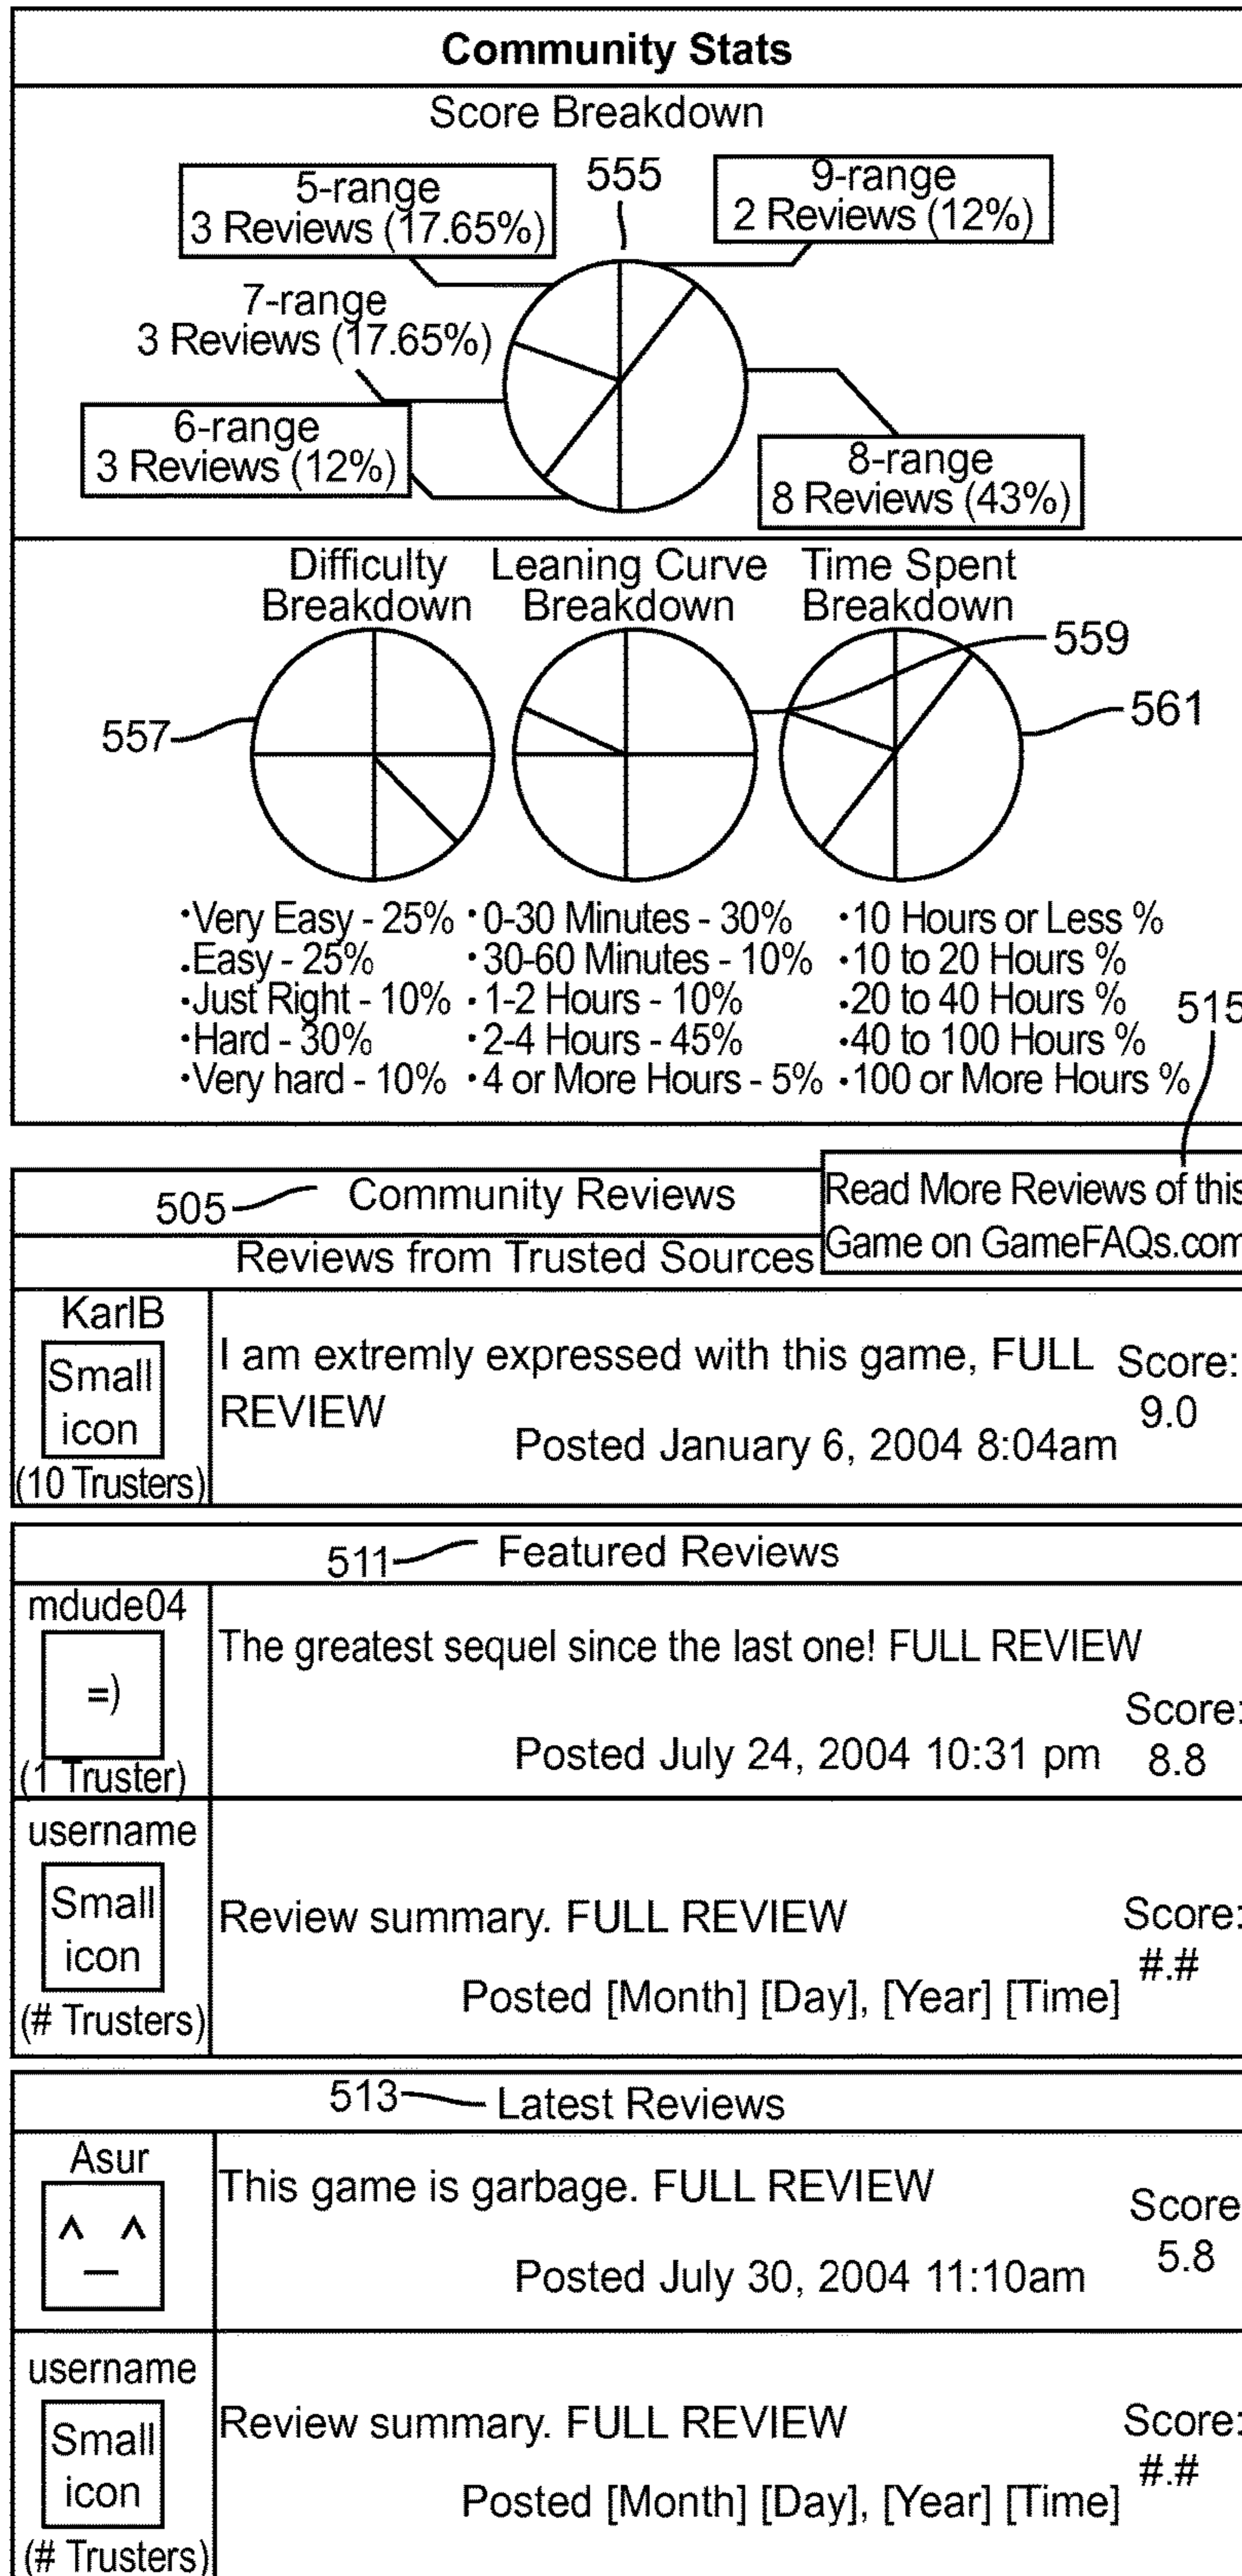 Community Stats
Score Breakdown
5-range
3 Reviews (17.65%)
555
9-range
2 Reviews (12%)
7-range
3 Reviews (17.65%)
6-range
3 Reviews (12%)
8-range
8 Reviews (43%)
Difficulty
Breakdown
Leaning Curve
Breakdown
Time Spent
Breakdown
557
559
561
•Very Easy - 25%
•Easy - 25%
•Just Right - 10%
•Hard - 30%
•Very hard - 10%
•0-30 Minutes - 30%
•30-60 Minutes - 10%
•1-2 Hours - 10%
•2-4 Hours - 45%
•4 or More Hours - 5%
•10 Hours or Less %
•10 to 20 Hours %
•20 to 40 Hours %
•40 to 100 Hours %
•100 or More Hours %
515
505
Community Reviews
Read More Reviews of this
Game on GameFAQs.com
Reviews from Trusted Sources
KarlB
Small
icon
(10 Trusters)
I am extremly expressed with this game, FULL
REVIEW
Posted January 6, 2004 8:04am
Score:
9.0
511
Featured Reviews
mdude04
=)
(1 Truster)
The greatest sequel since the last one! FULL REVIEW
Posted July 24, 2004 10:31 pm
Score:
8.8
username
Small
icon
(# Trusters)
Review summary. FULL REVIEW
Posted [Month] [Day], [Year] [Time]
Score:
#.#
513
Latest Reviews
Asur
^_^
This game is garbage. FULL REVIEW
Posted July 30, 2004 11:10am
Score
5.8
username
Small
icon
(# Trusters)
Review summary. FULL REVIEW
Posted [Month] [Day], [Year] [Time]
Score:
#.#